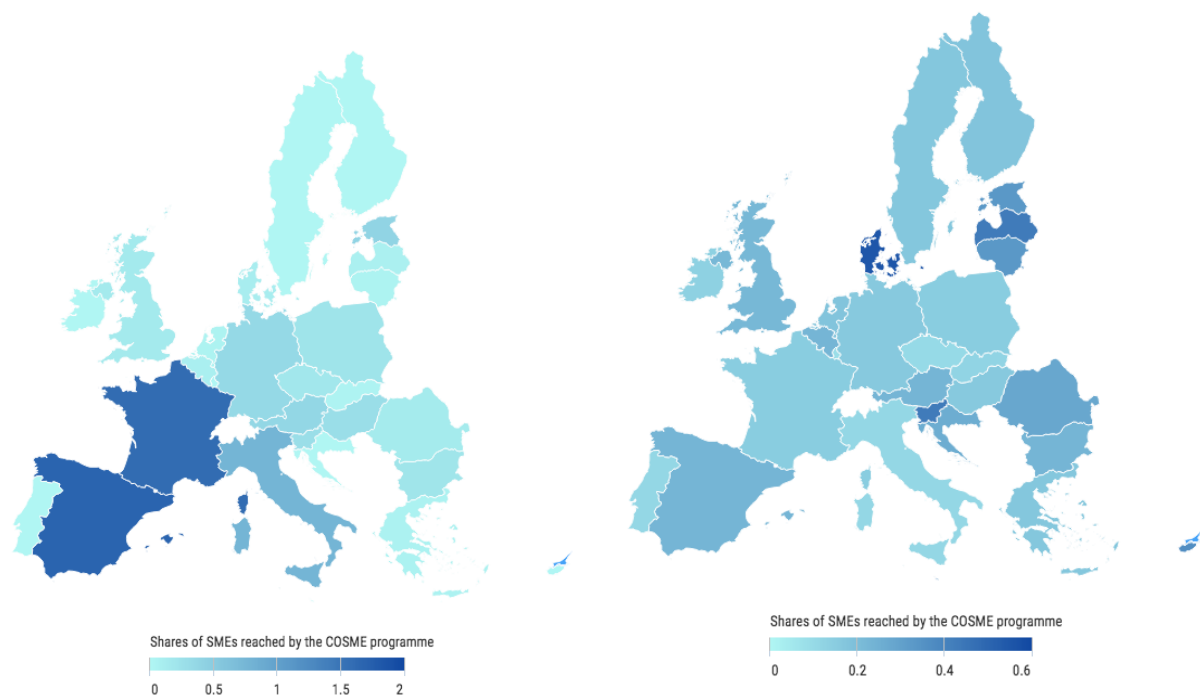 Shares of SMEs reached by the COSME programme
0 0.5 1 1.5 2
Shares of SMEs reached by the COSME programme
0 0.2 0.4 0.6